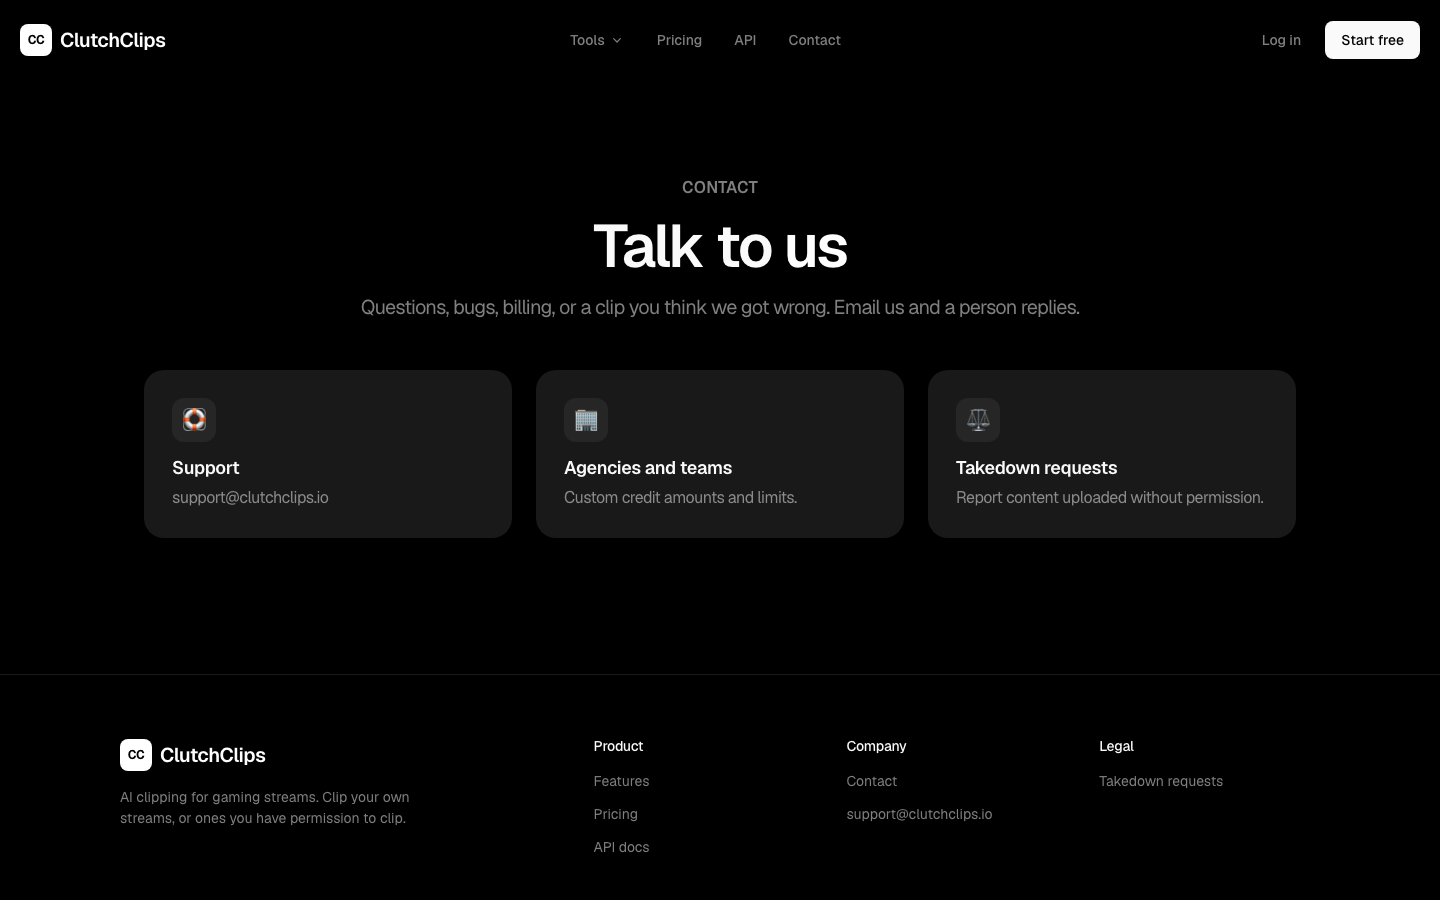 CC ClutchClips
Tools
Pricing
API
Contact
Log in
Start free
CONTACT
Talk to us
Questions, bugs, billing, or a clip you think we got wrong. Email us and a person replies.
Support
support@clutchclips.io
Agencies and teams
Custom credit amounts and limits.
Takedown requests
Report content uploaded without permission.
CC ClutchClips
AI clipping for gaming streams. Clip your own
streams, or ones you have permission to clip.
Product
Features
Pricing
API docs
Company
Contact
support@clutchclips.io
Legal
Takedown requests